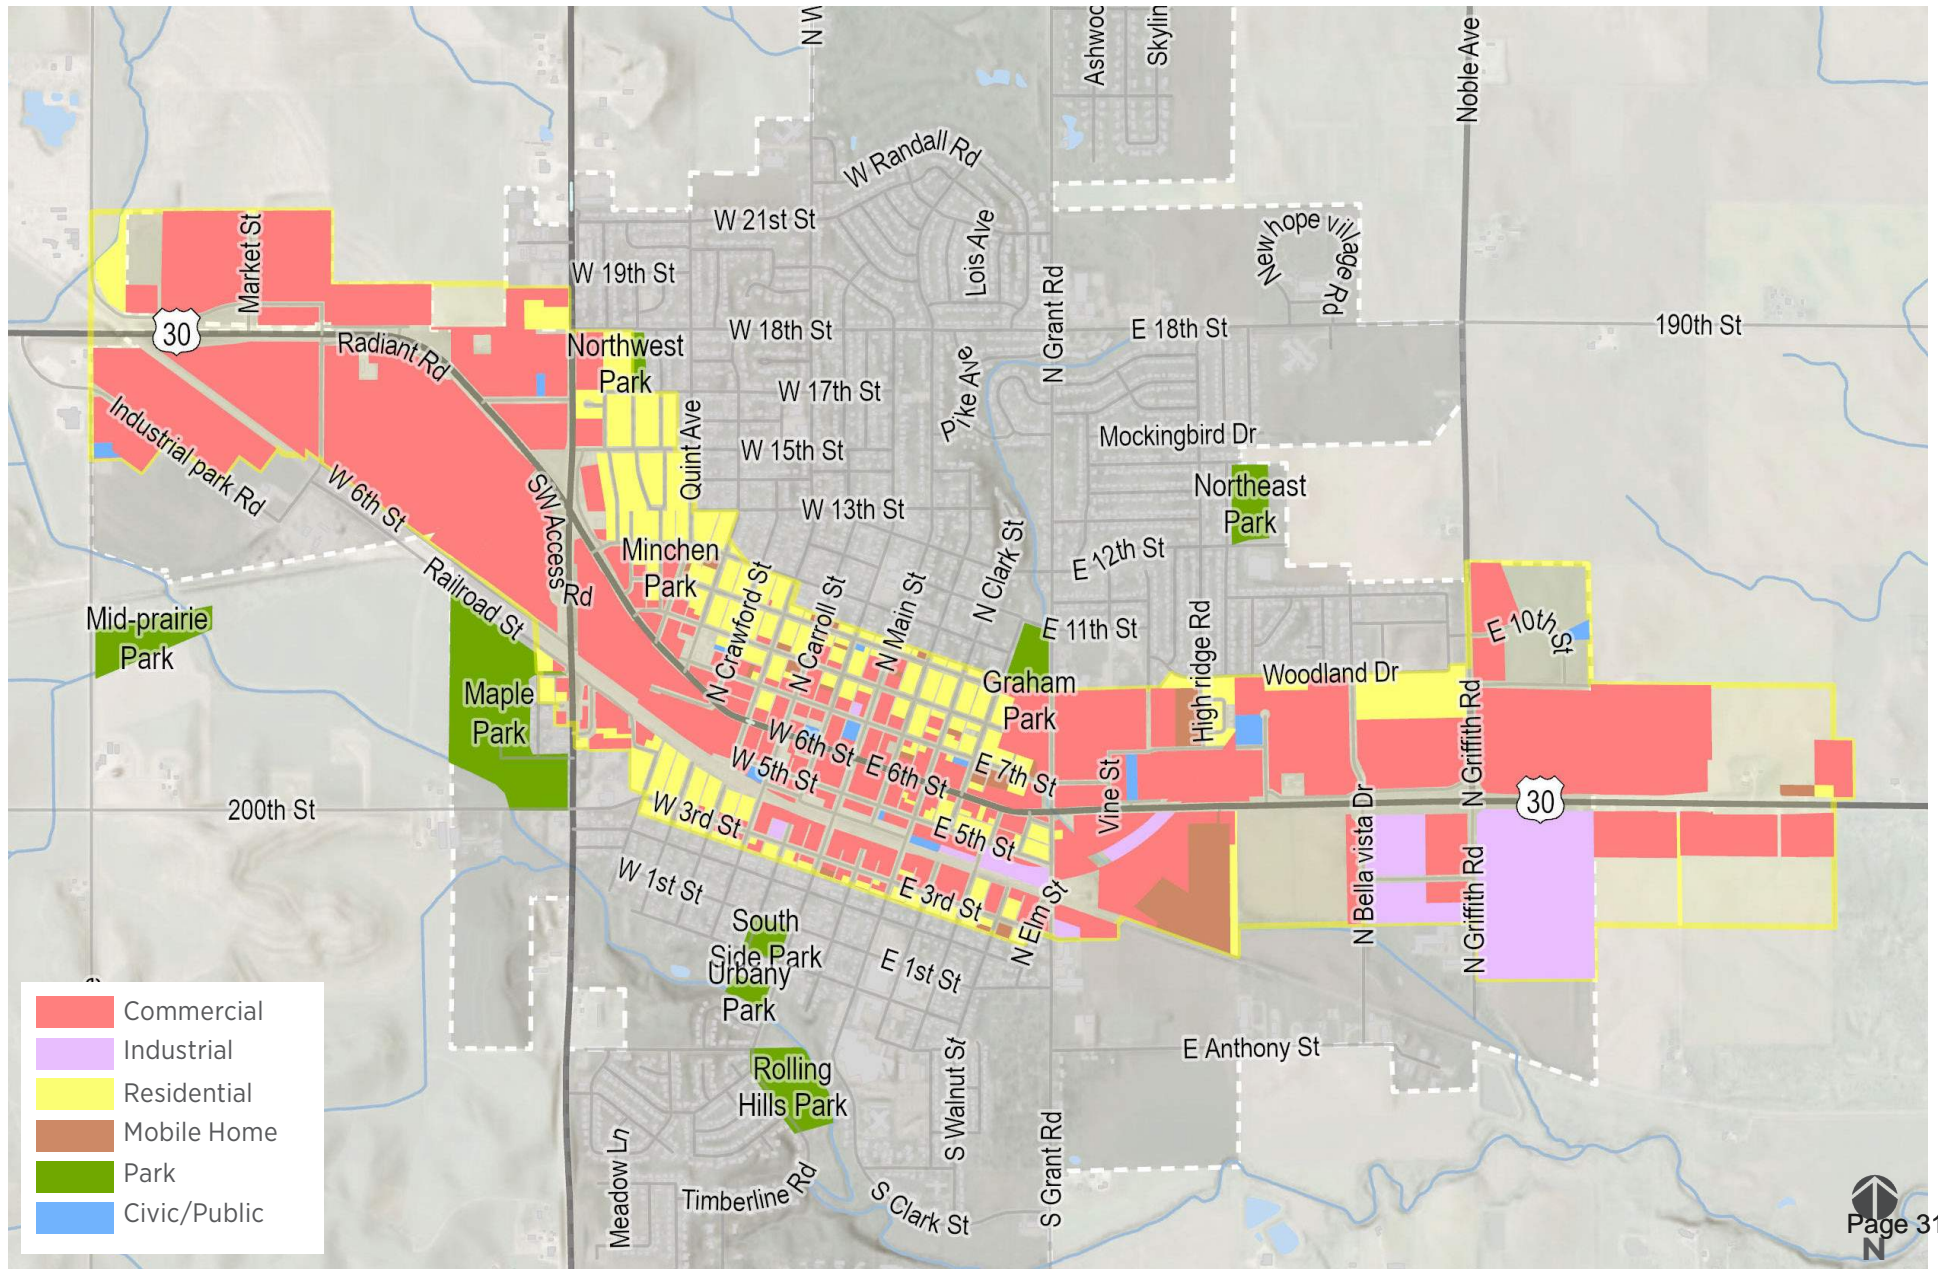 N W
Ashwoo
Skylin
Noble Ave
W Randall Rd
W 21st St
Lois Ave
Newhope village Rd
Market St
W 19th St
N Grant Rd
30
Radiant Rd
Northwest
Park
W 18th St
E 18th St
190th St
Pike Ave
W 17th St
Industrial park Rd
Quint Ave
W 15th St
Mockingbird Dr
W 6th St
SW Access Rd
W 13th St
Northeast
Park
Minchen
Park
N Clark St
E 12th St
Railroad St
N Crawford St
N Carroll St
N Main St
Mid-prairie
Park
E 11th St
High ridge Rd
E 10th St
Maple
Park
Graham
Park
Woodland Dr
N Griffith Rd
W 6th St
E 6th St
E 7th St
W 5th St
Vine St
200th St
W 3rd St
E 5th St
N Bella vista Dr
30
N Griffith Rd
W 1st St
E 3rd St
N Elm St
South
Side Park
E 1st St
Urbany
Park
Commercial
Industrial
Residential
Mobile Home
Park
Civic/Public
Rolling
Hills Park
S Walnut St
E Anthony St
Meadow Ln
Timberline Rd
S Clark St
S Grant Rd
Page 31
N